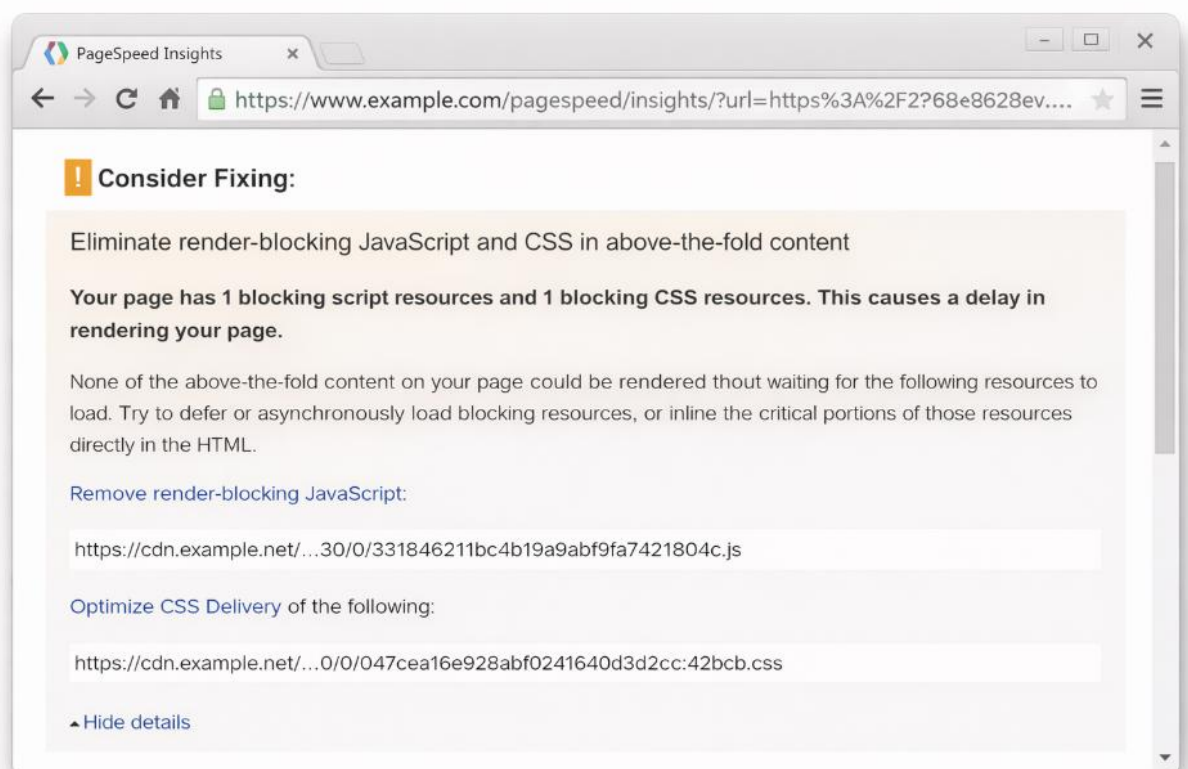 PageSpeed Insights
https://www.example.com/pagespeed/insights/?url=https%3A%2F2?68e8628ev....
! Consider Fixing:
Eliminate render-blocking JavaScript and CSS in above-the-fold content
Your page has 1 blocking script resources and 1 blocking CSS resources. This causes a delay in
rendering your page.
None of the above-the-fold content on your page could be rendered thout waiting for the following resources to
load. Try to defer or asynchronously load blocking resources, or inline the critical portions of those resources
directly in the HTML.
Remove render-blocking JavaScript:
https://cdn.example.net/...30/0/331846211bc4b19a9abf9fa7421804c.js
Optimize CSS Delivery of the following:
https://cdn.example.net/...0/0/047cea16e928abf0241640d3d2cc:42bcb.css
Hide details